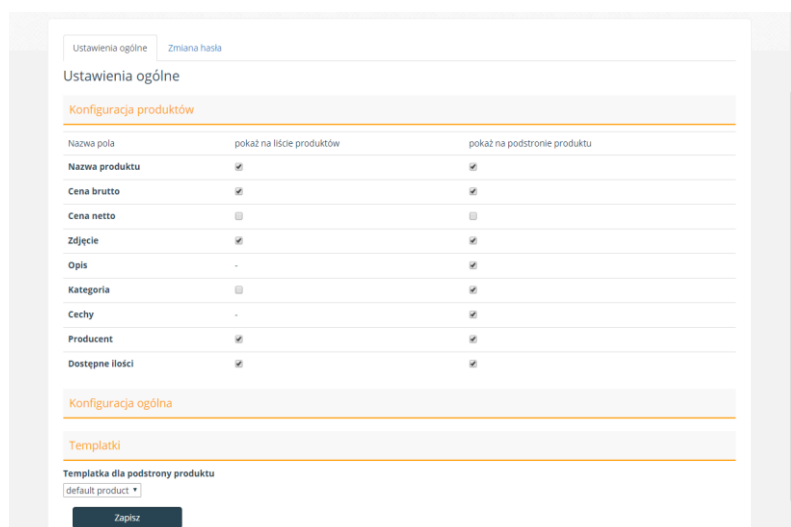 Ustawienia ogólne Zmiana hasła
Ustawienia ogólne
Konfiguracja produktów
Nazwa pola pokaż na liście produktów pokaż na podstronie produktu
Nazwa produktu
Cena brutto
Cena netto
Zdjęcie
Opis -
Kategoria
Cechy -
Producent
Dostępne ilości
Konfiguracja ogólna
Templatki
Templatka dla podstrony produktu
default product
Zapisz